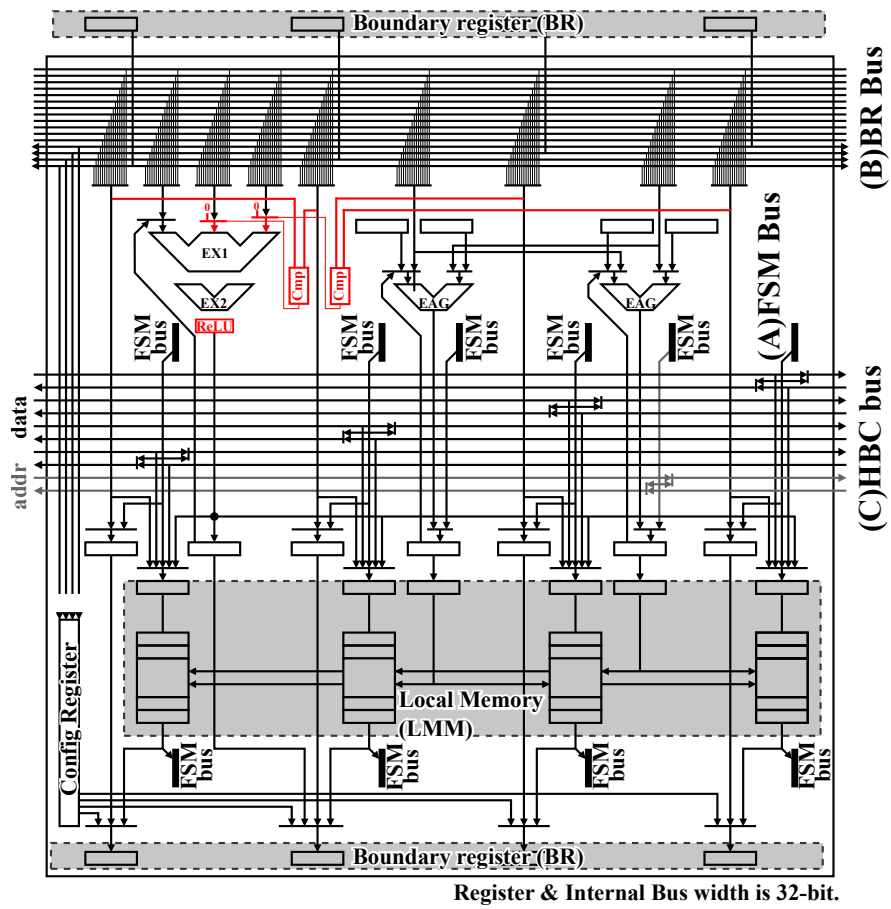 Boundary register (BR)
(B)BR Bus
0
0
EX1
Cmp
Cmp
EX2
EAG
EAG
ReLU
(A)FSM Bus
FSM
bus
FSM
bus
FSM
bus
FSM
bus
data
addr
(C)HBC bus
Local Memory
(LMM)
Config Register
FSM
bus
FSM
bus
FSM
bus
FSM
bus
Boundary register (BR)
Register & Internal Bus width is 32-bit.